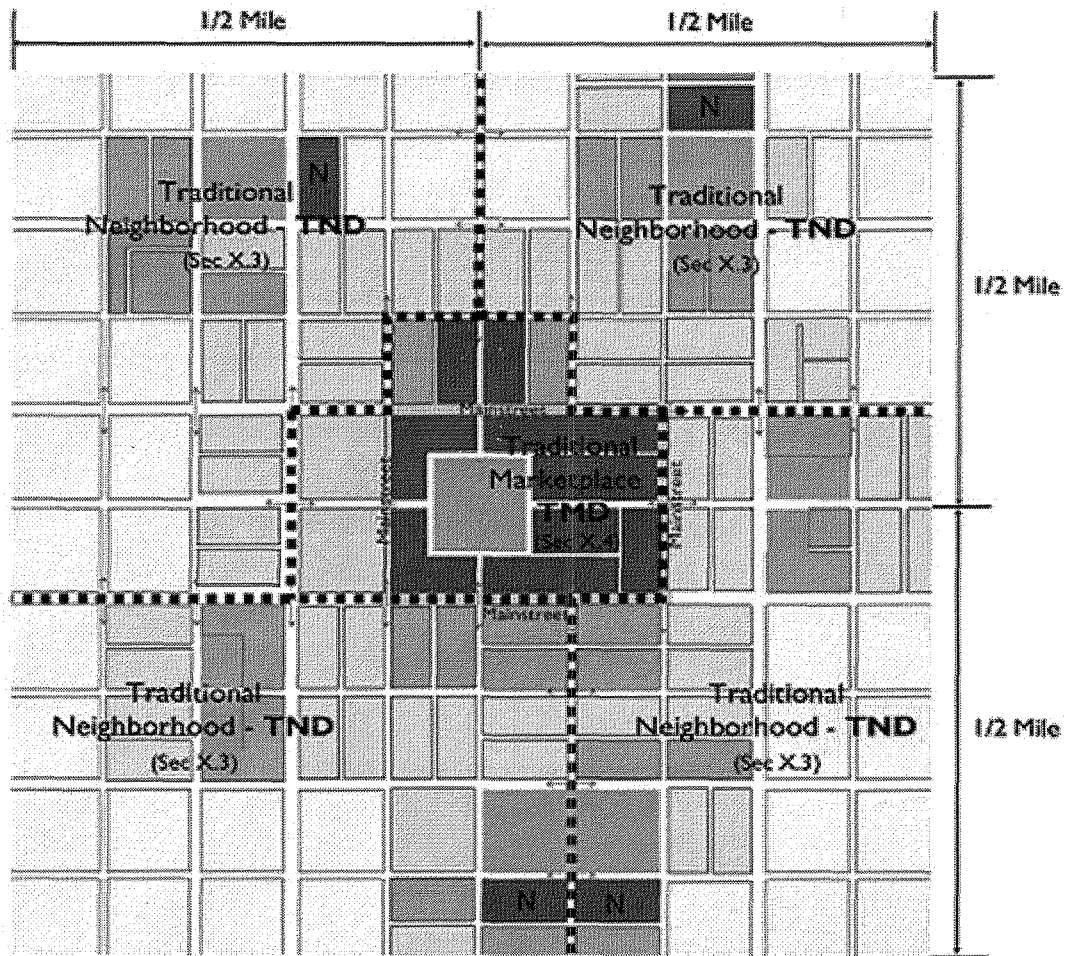 1/2 Mile
1/2 Mile
N
N
Traditional
Neighborhood - TND
(Sec X.3)
Traditional
Neighborhood - TND
(Sec X.3)
1/2 Mile
Mainstreet
Mainstreet
Traditional
Marketplace
TMD
(Sec X.4)
Mainstreet
Mainstreet
Traditional
Neighborhood - TND
(Sec X.3)
Traditional
Neighborhood - TND
(Sec X.3)
1/2 Mile
N
N